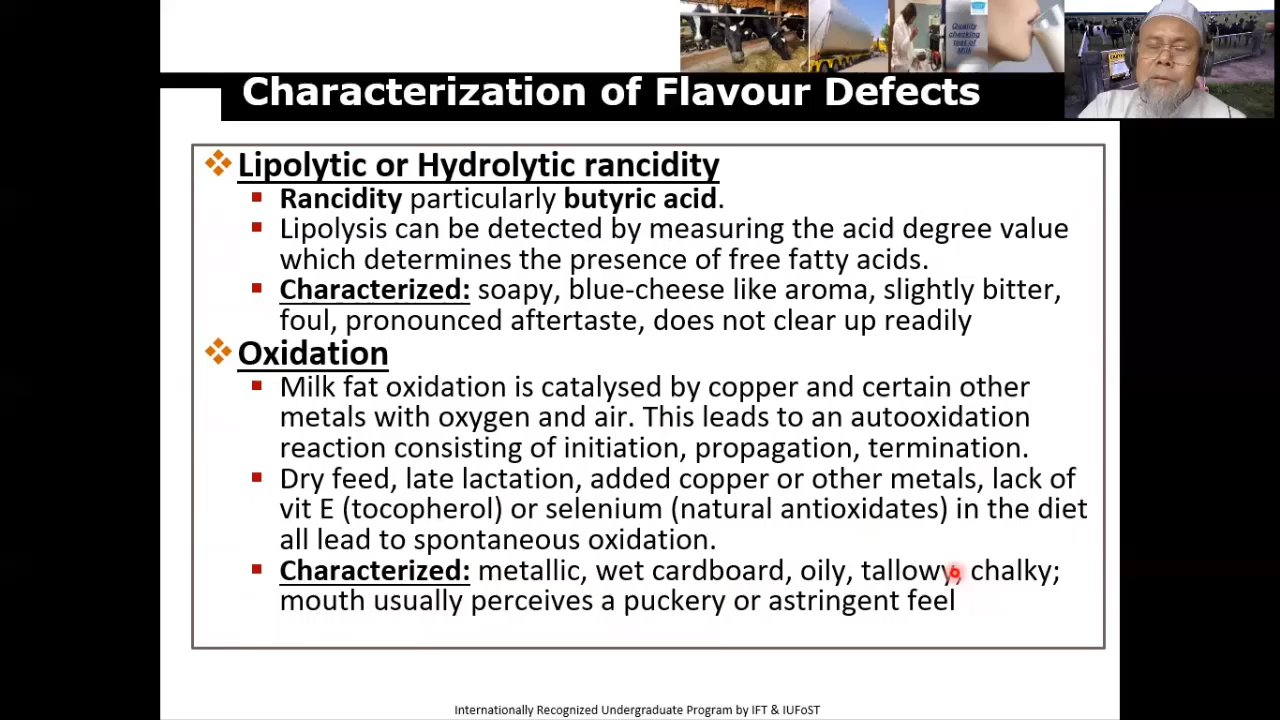 Quality
checking
test of
Milk
Characterization of Flavour Defects
Lipolytic or Hydrolytic rancidity
Rancidity particularly butyric acid.
Lipolysis can be detected by measuring the acid degree value
which determines the presence of free fatty acids.
Characterized: soapy, blue-cheese like aroma, slightly bitter,
foul, pronounced aftertaste, does not clear up readily
Oxidation
Milk fat oxidation is catalysed by copper and certain other
metals with oxygen and air. This leads to an autooxidation
reaction consisting of initiation, propagation, termination.
Dry feed, late lactation, added copper or other metals, lack of
vit E (tocopherol) or selenium (natural antioxidates) in the diet
all lead to spontaneous oxidation.
Characterized: metallic, wet cardboard, oily, tallowy, chalky;
mouth usually perceives a puckery or astringent feel
Internationally Recognized Undergraduate Program by IFT & IUFoST